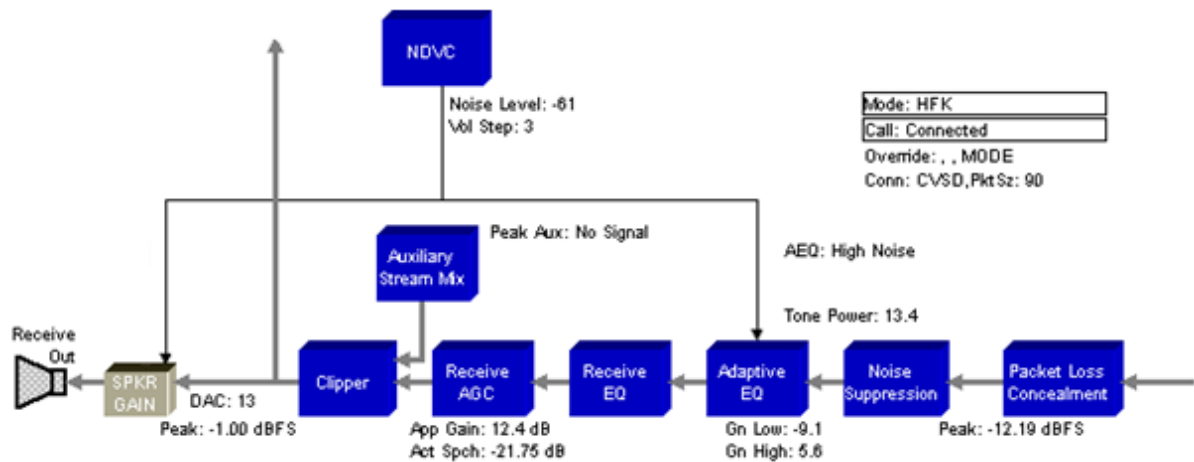 NDVC
Noise Level: -61
Vol Step: 3
Mode: HFK
Call: Connected
Override: , , MODE
Conn: CVSD,PktSz: 90
Peak Aux: No Signal
Auxiliary
Stream Mix
AEQ: High Noise
Tone Power: 13.4
Receive
Out
SPKR
GAIN
DAC: 13
Peak: -1.00 dBFS
Clipper
Receive
AGC
App Gain: 12.4 dB
Act Spch: -21.75 dB
Receive
EQ
Adaptive
EQ
Gn Low: -9.1
Gn High: 5.6
Noise
Suppression
Peak: -12.19 dBFS
Packet Loss
Concealment